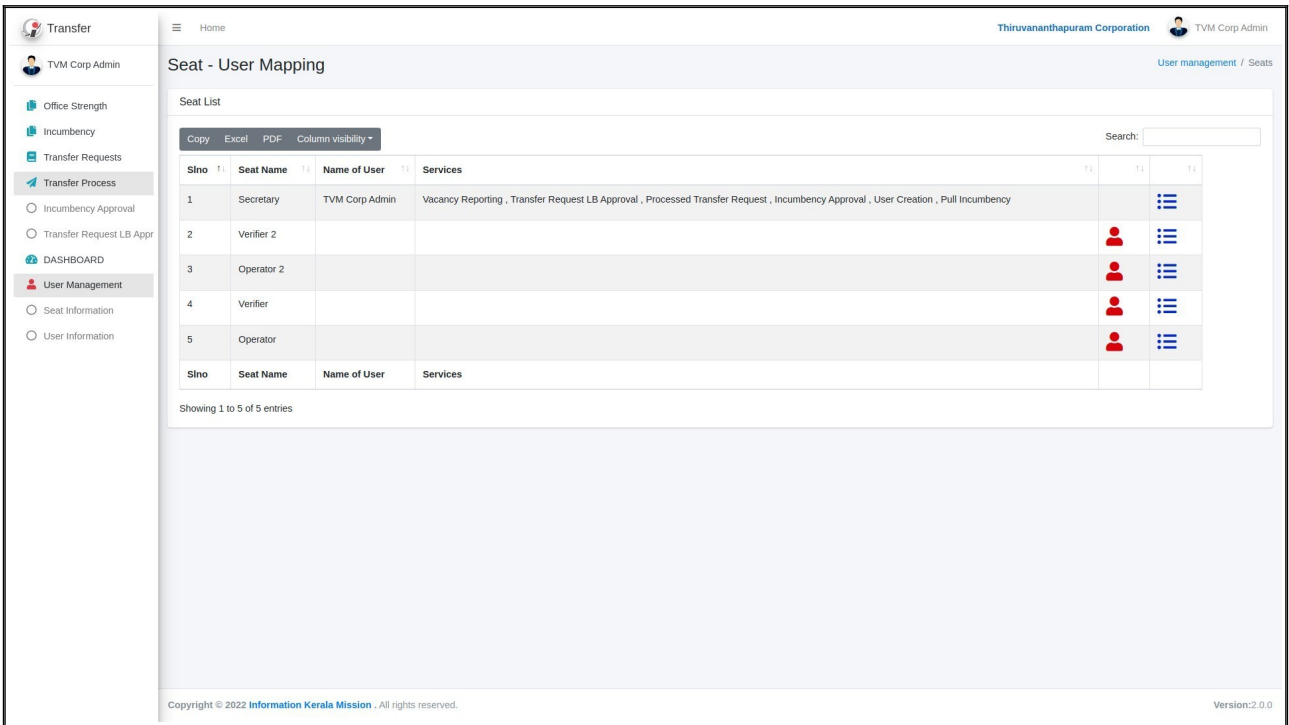 Transfer
Home
Thiruvananthapuram Corporation
TVM Corp Admin
TVM Corp Admin
Office Strength
Incumbency
Transfer Requests
Transfer Process
Incumbency Approval
Transfer Request LB Appr
DASHBOARD
User Management
Seat Information
User Information
Seat - User Mapping
User management / Seats
Seat List
Copy Excel PDF Column visibility
Search:
Slno Seat Name Name of User Services
1 Secretary TVM Corp Admin Vacancy Reporting , Transfer Request LB Approval , Processed Transfer Request , Incumbency Approval , User Creation , Pull Incumbency
2 Verifier 2
3 Operator 2
4 Verifier
5 Operator
Slno Seat Name Name of User Services
Showing 1 to 5 of 5 entries
Copyright © 2022 Information Kerala Mission . All rights reserved.
Version:2.0.0